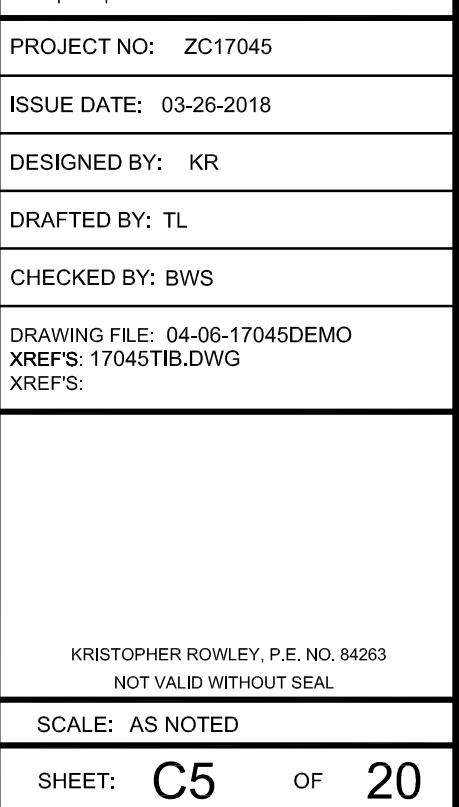 PROJECT NO: ZC17045
ISSUE DATE: 03-26-2018
DESIGNED BY: KR
DRAFTED BY: TL
CHECKED BY: BWS
DRAWING FILE: 04-06-17045DEMO
XREF'S: 17045TIB.DWG
XREF'S:
KRISTOPHER ROWLEY, P.E. NO. 84263
NOT VALID WITHOUT SEAL
SCALE: AS NOTED
SHEET: C5 OF 20